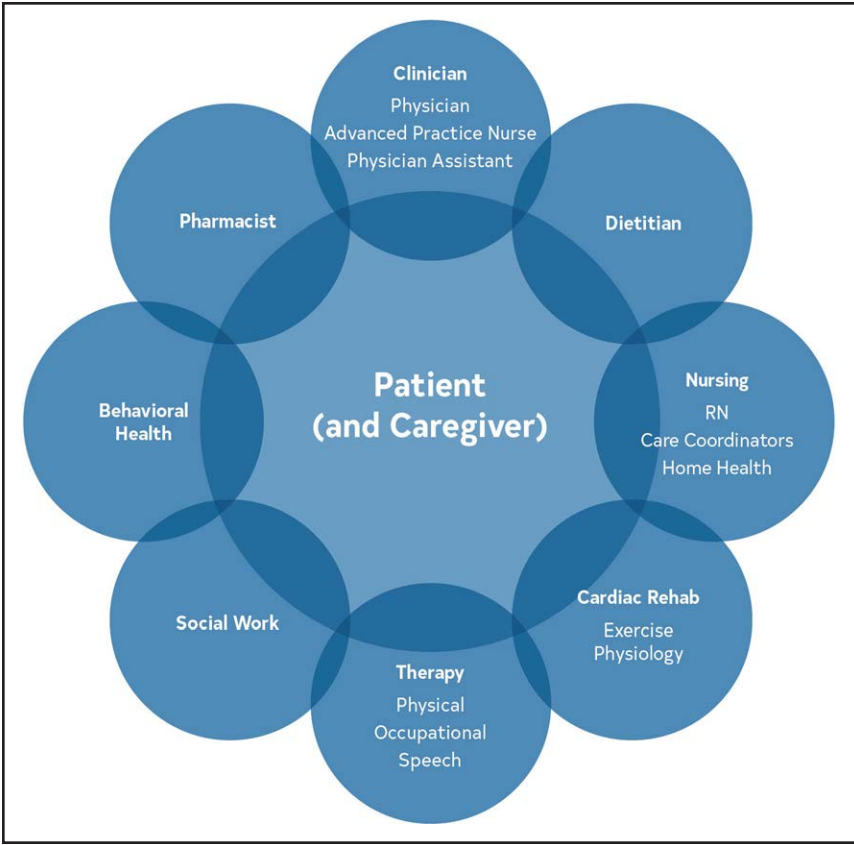 Clinician
Physician
Advanced Practice Nurse
Physician Assistant
Pharmacist
Dietitian
Patient
(and Caregiver)
Behavioral
Health
Nursing
RN
Care Coordinators
Home Health
Social Work
Cardiac Rehab
Exercise
Physiology
Therapy
Physical
Occupational
Speech